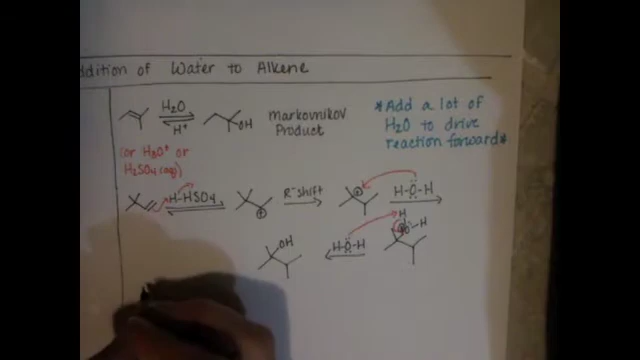 ddition of Water to Alkene
H2O
H+
OH
Markovnikov
Product
*Add a lot of
H2O to drive
reaction forward*
(or H3O+ or
H2SO4(aq))
H-HSO4
⊕
R⁻shift
⊕
H-Ö-H
OH
H-Ö-H
H
⊕O-H